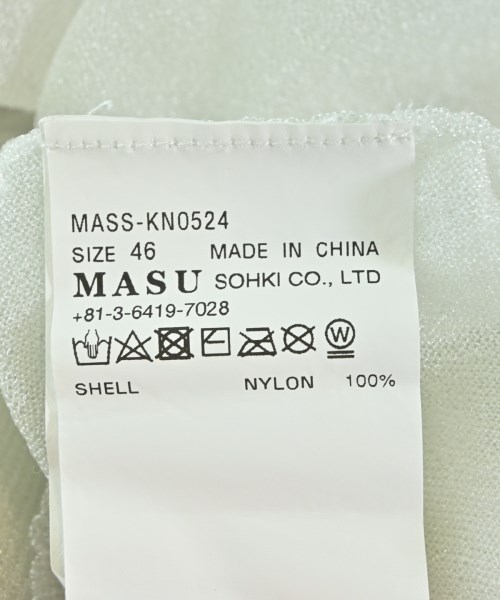 MASS-KN0524
SIZE 46 MADE IN CHINA
MASU SOHKI CO., LTD
+81-3-6419-7028
W
SHELL NYLON 100%